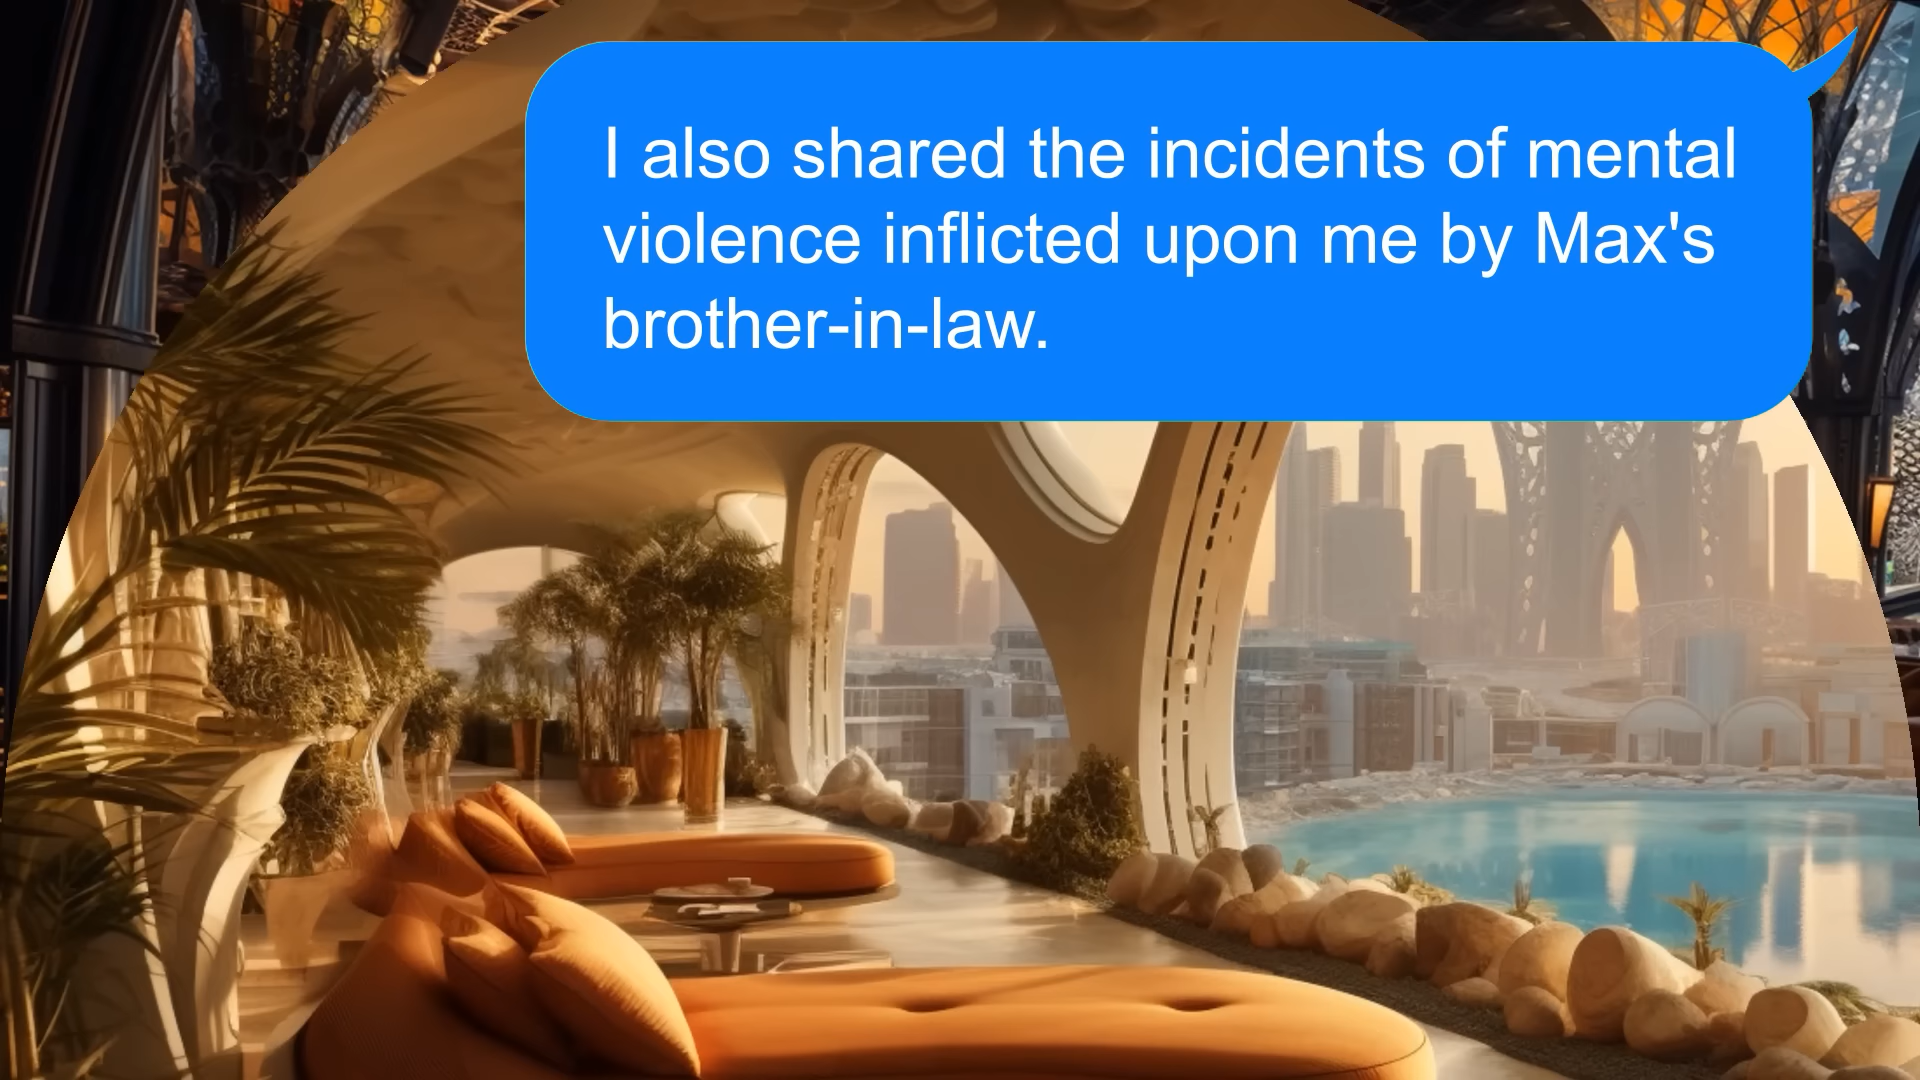 I also shared the incidents of mental
violence inflicted upon me by Max's
brother-in-law.